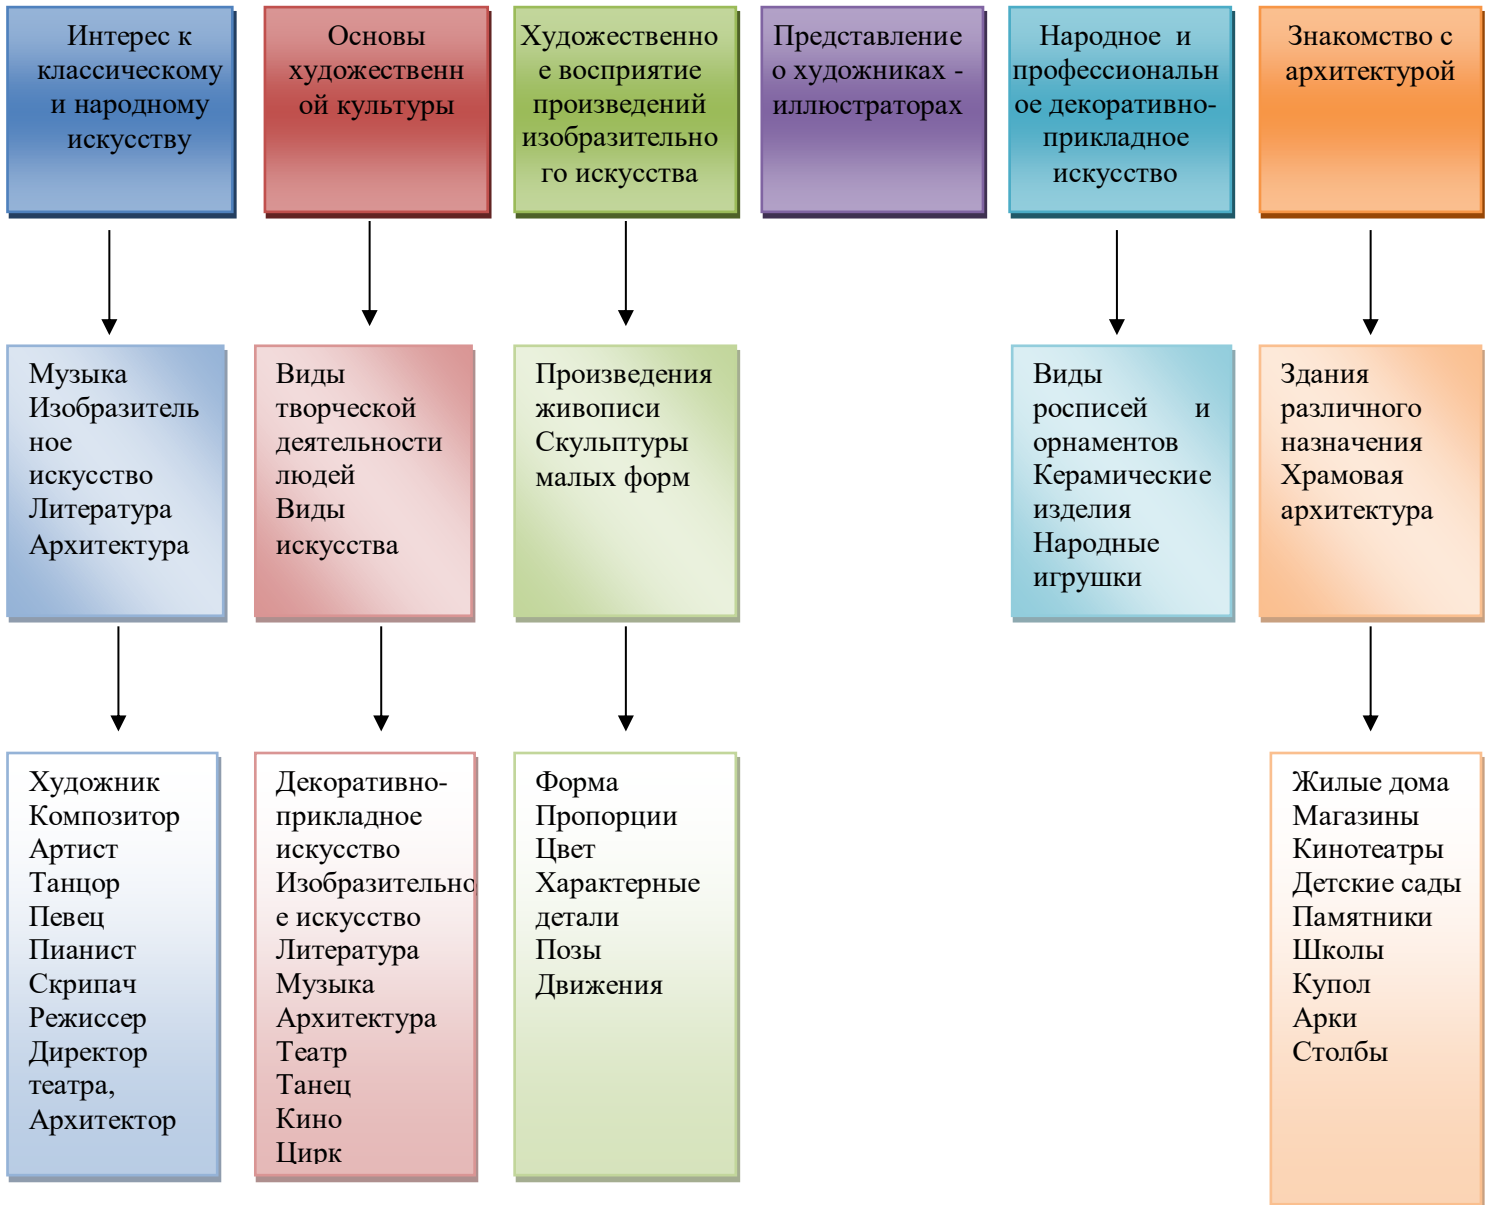 Интерес к
классическому
и народному
искусству
Основы
художественн
ой культуры
Художественно
е восприятие
произведений
изобразительно
го искусства
Представление
о художниках -
иллюстраторах
Народное и
профессиональн
ое декоративно-
прикладное
искусство
Знакомство с
архитектурой
Музыка
Изобразитель
ное
искусство
Литература
Архитектура
Виды
творческой
деятельности
людей
Виды
искусства
Произведения
живописи
Скульптуры
малых форм
Виды
росписей и
орнаментов
Керамические
изделия
Народные
игрушки
Здания
различного
назначения
Храмовая
архитектура
Художник
Композитор
Артист
Танцор
Певец
Пианист
Скрипач
Режиссер
Директор
театра,
Архитектор
Декоративно-
прикладное
искусство
Изобразительно
е искусство
Литература
Музыка
Архитектура
Театр
Танец
Кино
Цирк
Форма
Пропорции
Цвет
Характерные
детали
Позы
Движения
Жилые дома
Магазины
Кинотеатры
Детские сады
Памятники
Школы
Купол
Арки
Столбы